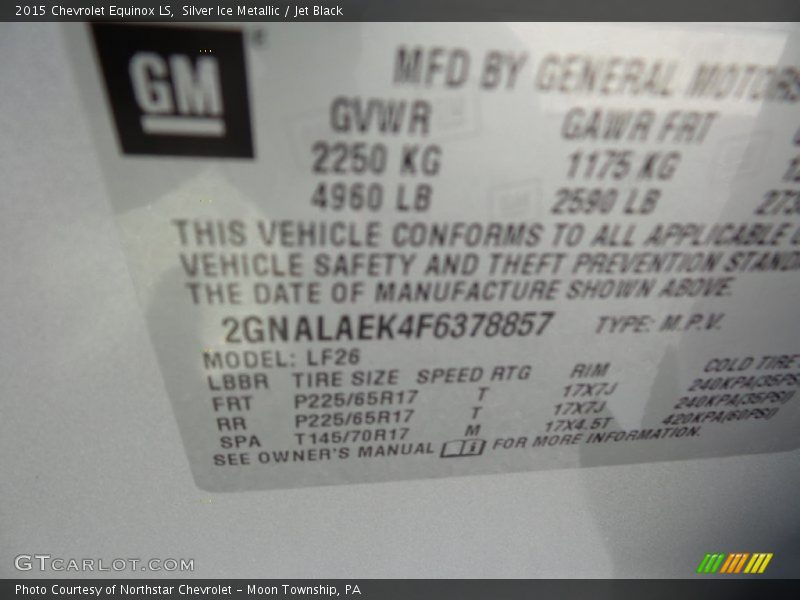 2015 Chevrolet Equinox LS, Silver Ice Metallic / Jet Black
GM
MFD BY GENERAL MOTORS
GVWR GAWR FRT
2250 KG 1175 KG
4960 LB 2590 LB
THIS VEHICLE CONFORMS TO ALL APPLICABLE
VEHICLE SAFETY AND THEFT PREVENTION
THE DATE OF MANUFACTURE SHOWN ABOVE.
2GNALAEK4F6378857 TYPE: M.P.V.
MODEL: LF26
LBBR TIRE SIZE SPEED RTG RIM COLD TIRE
FRT P225/65R17 T 17X7J 240KPA(35PSI)
RR P225/65R17 T 17X7J 240KPA(35PSI)
SPA T145/70R17 M 17X4.5T 420KPA(60PSI)
SEE OWNER'S MANUAL FOR MORE INFORMATION.
GTCARLOT.COM
Photo Courtesy of Northstar Chevrolet - Moon Township, PA